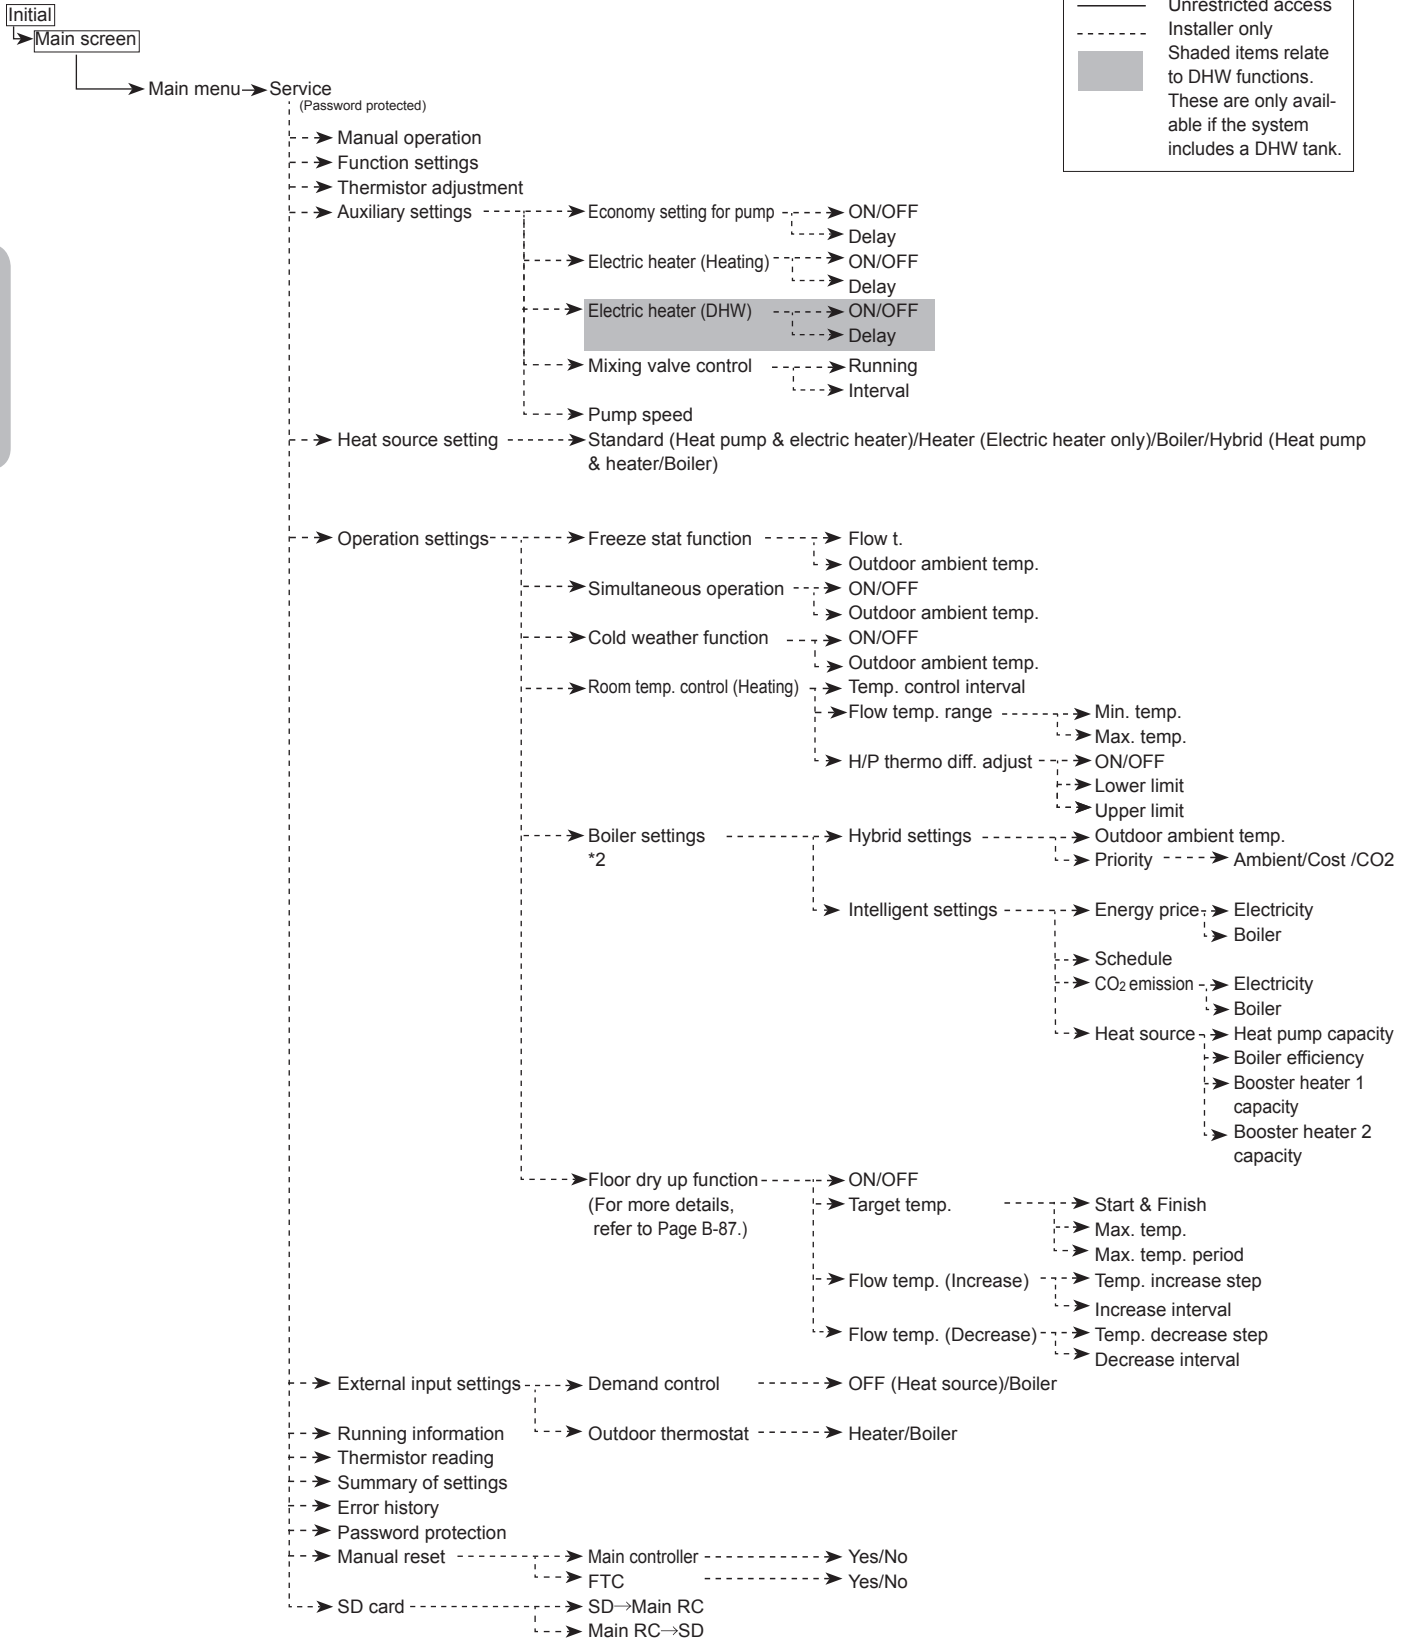 Initial
Main screen
Main menu
Service
(Password protected)
Unrestricted access
Installer only
Shaded items relate
to DHW functions.
These are only avail-
able if the system
includes a DHW tank.
Manual operation
Function settings
Thermistor adjustment
Auxiliary settings
Economy setting for pump
ON/OFF
Delay
Electric heater (Heating)
ON/OFF
Delay
Electric heater (DHW)
ON/OFF
Delay
Mixing valve control
Running
Interval
Pump speed
Heat source setting
Standard (Heat pump & electric heater)/Heater (Electric heater only)/Boiler/Hybrid (Heat pump
& heater/Boiler)
Operation settings
Freeze stat function
Flow t.
Outdoor ambient temp.
Simultaneous operation
ON/OFF
Outdoor ambient temp.
Cold weather function
ON/OFF
Outdoor ambient temp.
Room temp. control (Heating)
Temp. control interval
Flow temp. range
Min. temp.
Max. temp.
H/P thermo diff. adjust
ON/OFF
Lower limit
Upper limit
Boiler settings
*2
Hybrid settings
Outdoor ambient temp.
Priority
Ambient/Cost /CO2
Intelligent settings
Energy price
Electricity
Boiler
Schedule
CO2 emission
Electricity
Boiler
Heat source
Heat pump capacity
Boiler efficiency
Booster heater 1
capacity
Booster heater 2
capacity
Floor dry up function
(For more details,
refer to Page B-87.)
ON/OFF
Target temp.
Start & Finish
Max. temp.
Max. temp. period
Flow temp. (Increase)
Temp. increase step
Increase interval
Flow temp. (Decrease)
Temp. decrease step
Decrease interval
External input settings
Demand control
OFF (Heat source)/Boiler
Outdoor thermostat
Heater/Boiler
Running information
Thermistor reading
Summary of settings
Error history
Password protection
Manual reset
Main controller
Yes/No
FTC
Yes/No
SD card
SD→Main RC
Main RC→SD